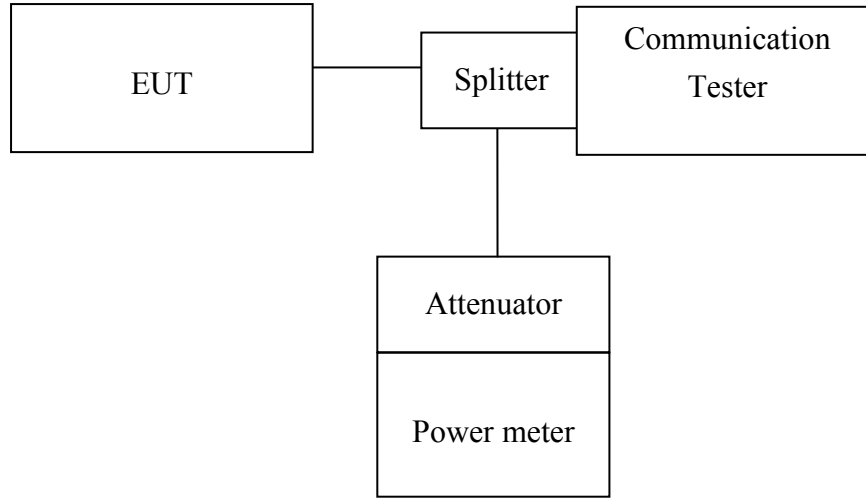 EUT
Splitter
Communication
Tester
Attenuator
Power meter